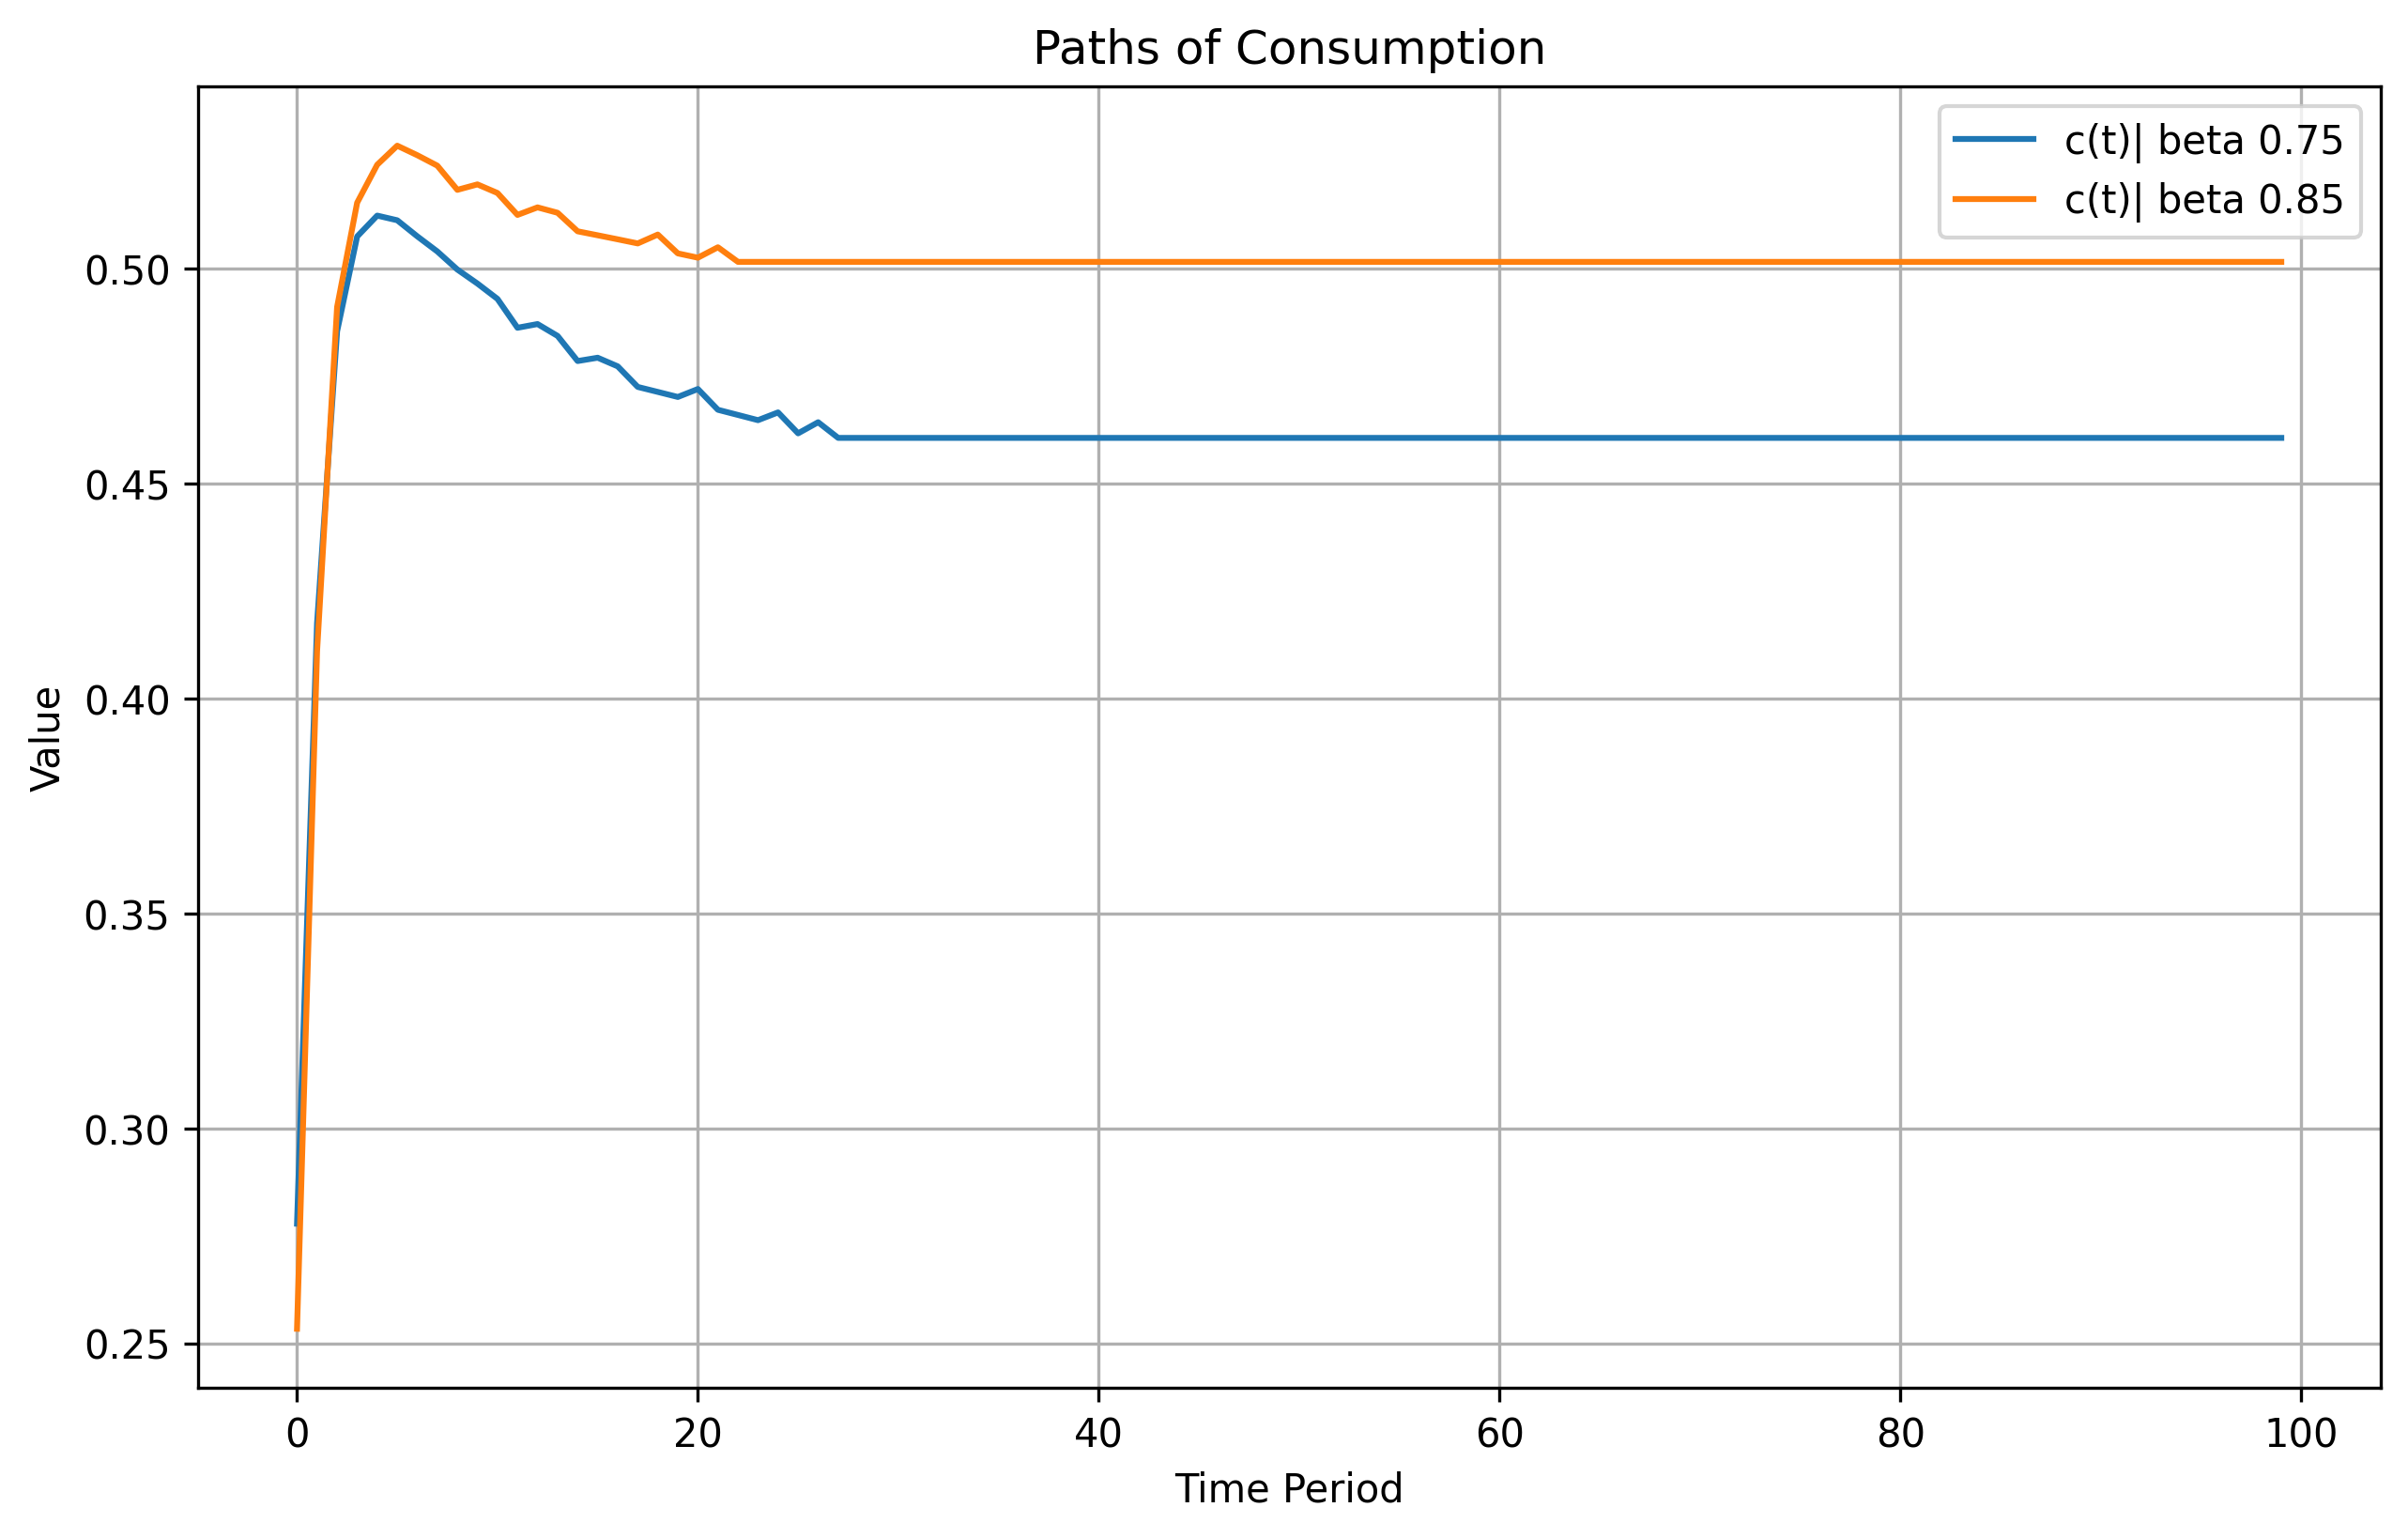 Paths of Consumption
c(t)| beta 0.75
c(t)| beta 0.85
Value
0.50
0.45
0.40
0.35
0.30
0.25
0 20 40 60 80 100
Time Period